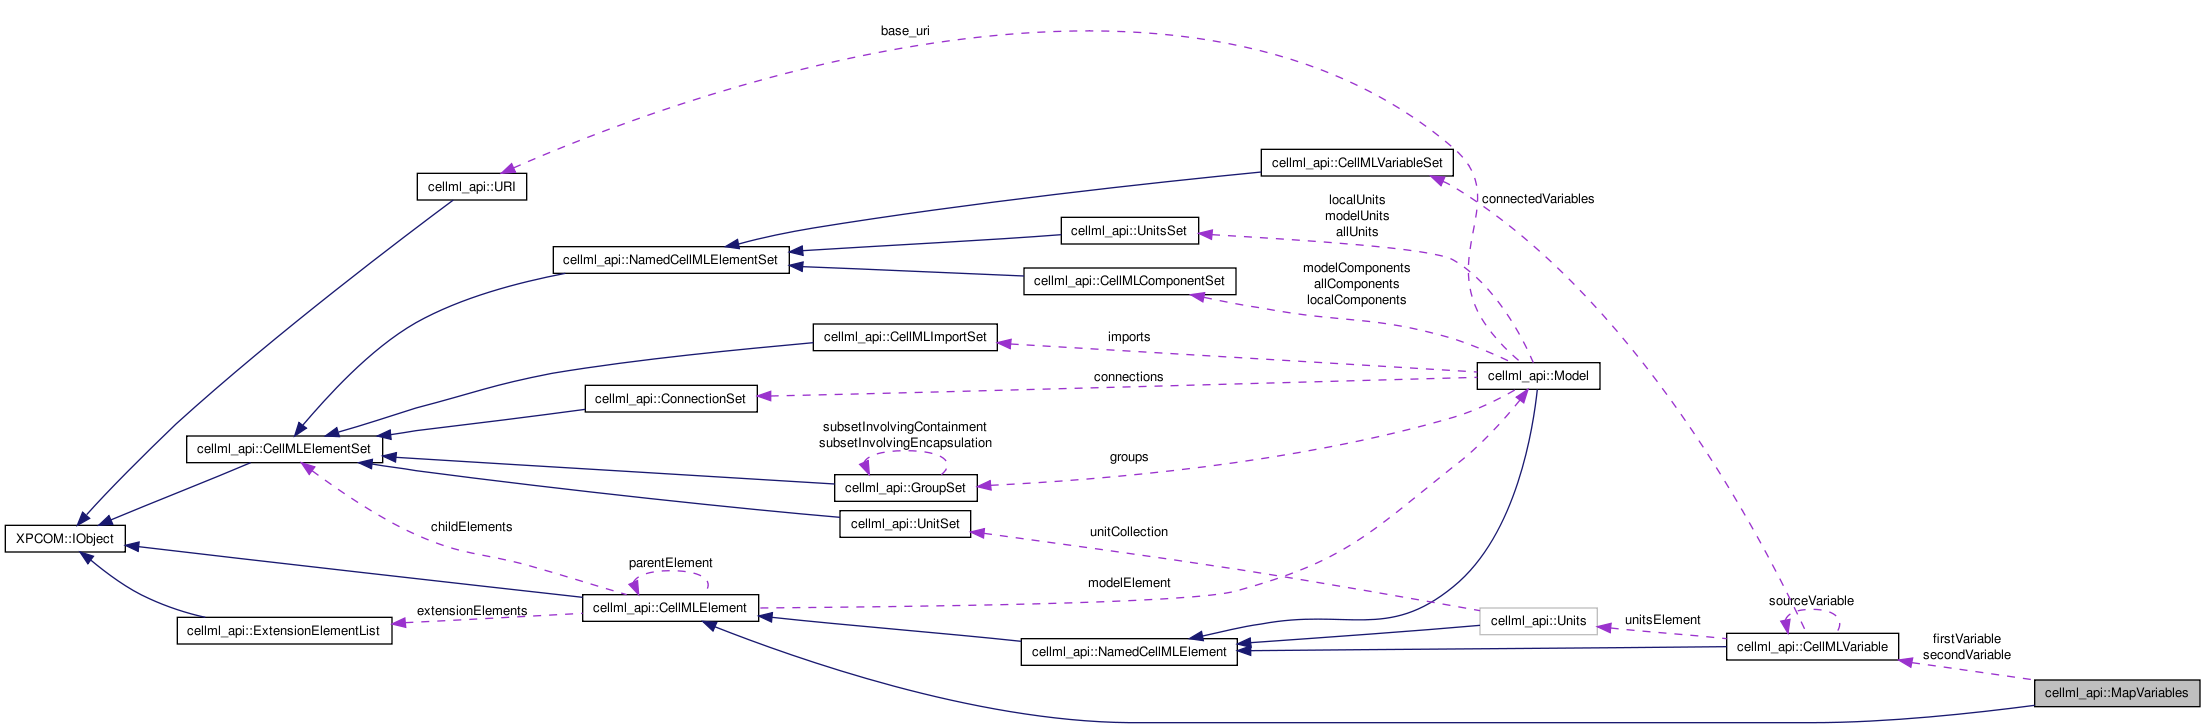 base_uri
cellml_api::CellMLVariableSet
cellml_api::URI
connectedVariables
localUnits
modelUnits
allUnits
cellml_api::UnitsSet
cellml_api::NamedCellMLElementSet
modelComponents
allComponents
localComponents
cellml_api::CellMLComponentSet
cellml_api::CellMLImportSet
imports
connections
cellml_api::Model
cellml_api::ConnectionSet
subsetInvolvingContainment
subsetInvolvingEncapsulation
cellml_api::CellMLElementSet
groups
cellml_api::GroupSet
childElements
cellml_api::UnitSet
unitCollection
XPCOM::IObject
parentElement
modelElement
sourceVariable
cellml_api::CellMLElement
extensionElements
cellml_api::Units
unitsElement
cellml_api::ExtensionElementList
firstVariable
secondVariable
cellml_api::CellMLVariable
cellml_api::NamedCellMLElement
cellml_api::MapVariables